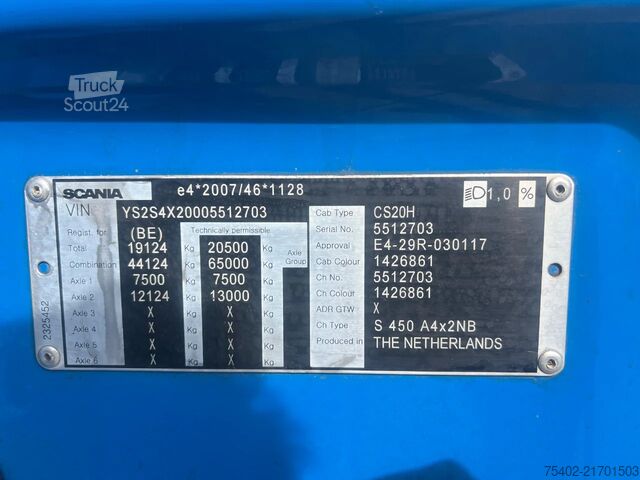 Truck
Scout24
SCANIA e4*2007/46*1128 1,0 %
VIN YS2S4X20005512703
Regist. for (BE) Technically permissible
Total 19124 Kg 20500 Kg
Combination 44124 Kg 65000 Kg Axle Group
Axle 1 7500 Kg 7500 Kg
Axle 2 12124 Kg 13000 Kg
Axle 3 X Kg X Kg
Axle 4 X Kg X Kg
Axle 5 X Kg X Kg
Axle 6 X Kg X Kg
Cab Type CS20H
Serial No. 5512703
Approval E4-29R-030117
Cab Colour 1426861
Ch No. 5512703
Ch Colour 1426861
ADR GTW X
Ch Type S 450 A4x2NB
Produced in THE NETHERLANDS
2325452
75402-21701503